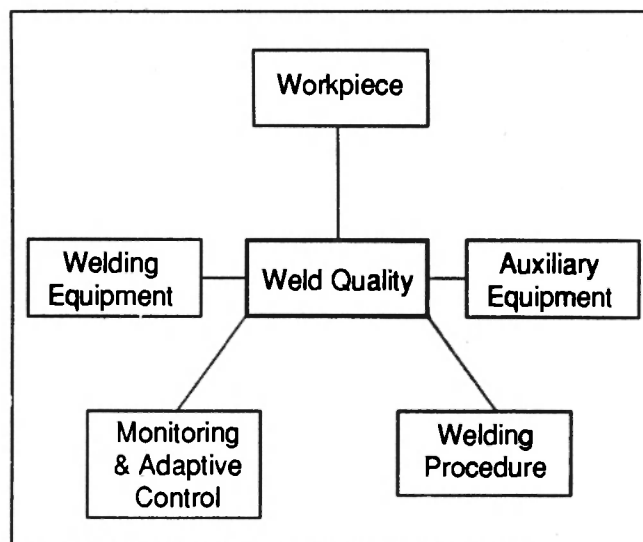 Workpiece
Welding
Equipment
Weld Quality
Auxiliary
Equipment
Monitoring
& Adaptive
Control
Welding
Procedure